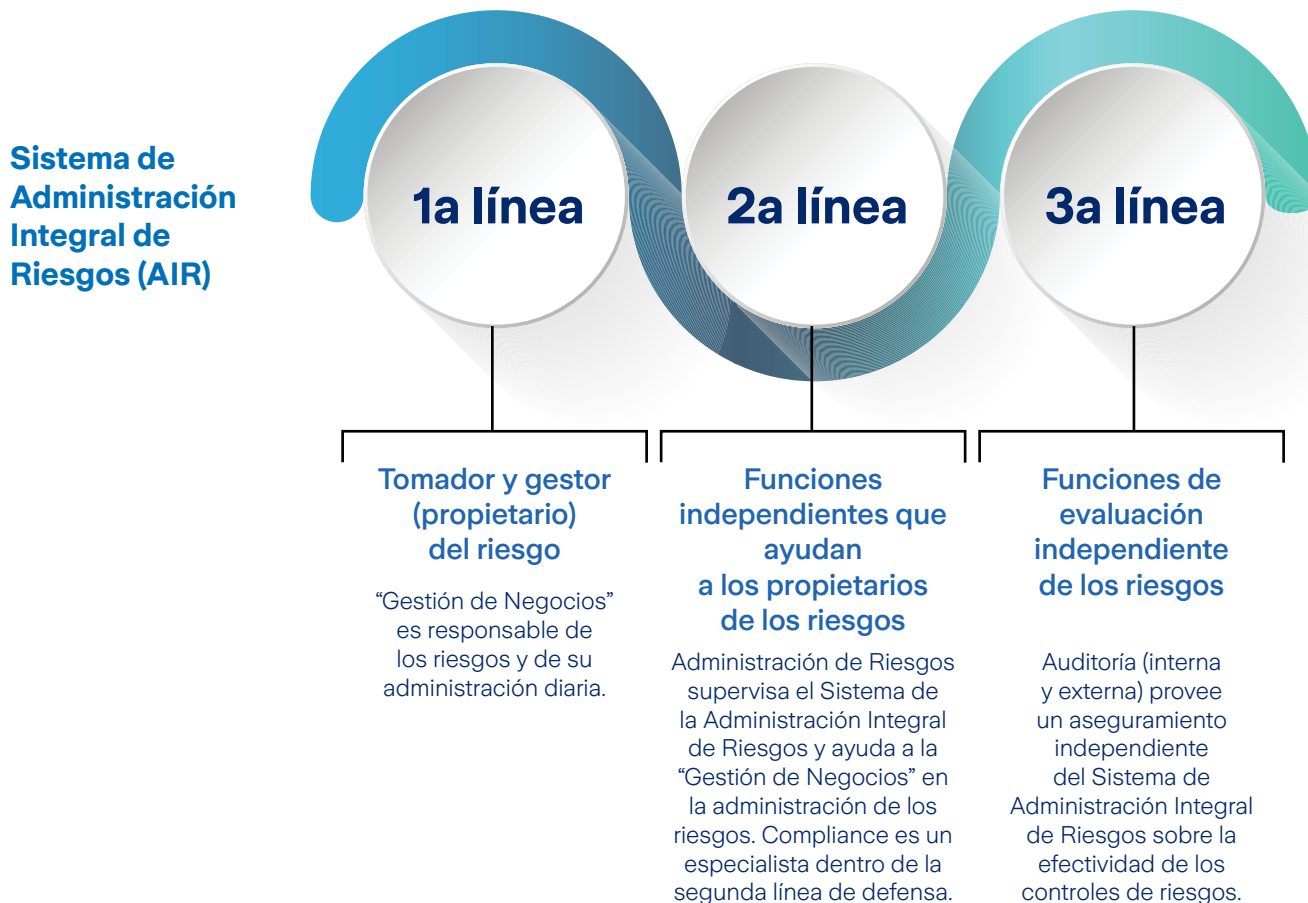 Sistema de
Administración
Integral de
Riesgos (AIR)
1a línea
2a línea
3a línea
Tomador y gestor
(propietario)
del riesgo
“Gestión de Negocios”
es responsable de
los riesgos y de su
administración diaria.
Funciones
independientes que
ayudan
a los propietarios
de los riesgos
Administración de Riesgos
supervisa el Sistema de
la Administración Integral
de Riesgos y ayuda a la
“Gestión de Negocios” en
la administración de los
riesgos. Compliance es un
especialista dentro de la
segunda línea de defensa.
Funciones de
evaluación
independiente
de los riesgos
Auditoría (interna
y externa) provee
un aseguramiento
independiente
del Sistema de
Administración Integral
de Riesgos sobre la
efectividad de los
controles de riesgos.